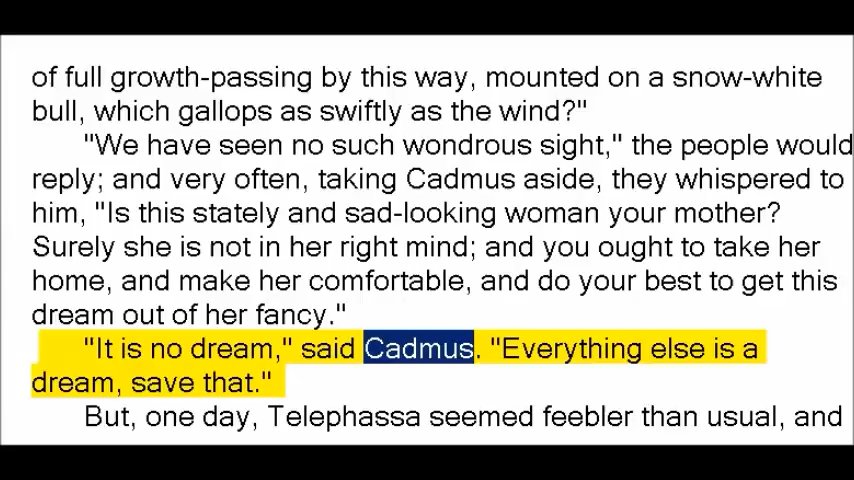 of full growth-passing by this way, mounted on a snow-white
bull, which gallops as swiftly as the wind?"
"We have seen no such wondrous sight," the people would
reply; and very often, taking Cadmus aside, they whispered to
him, "Is this stately and sad-looking woman your mother?
Surely she is not in her right mind; and you ought to take her
home, and make her comfortable, and do your best to get this
dream out of her fancy."
"It is no dream," said Cadmus. "Everything else is a
dream, save that."
But, one day, Telephassa seemed feebler than usual, and